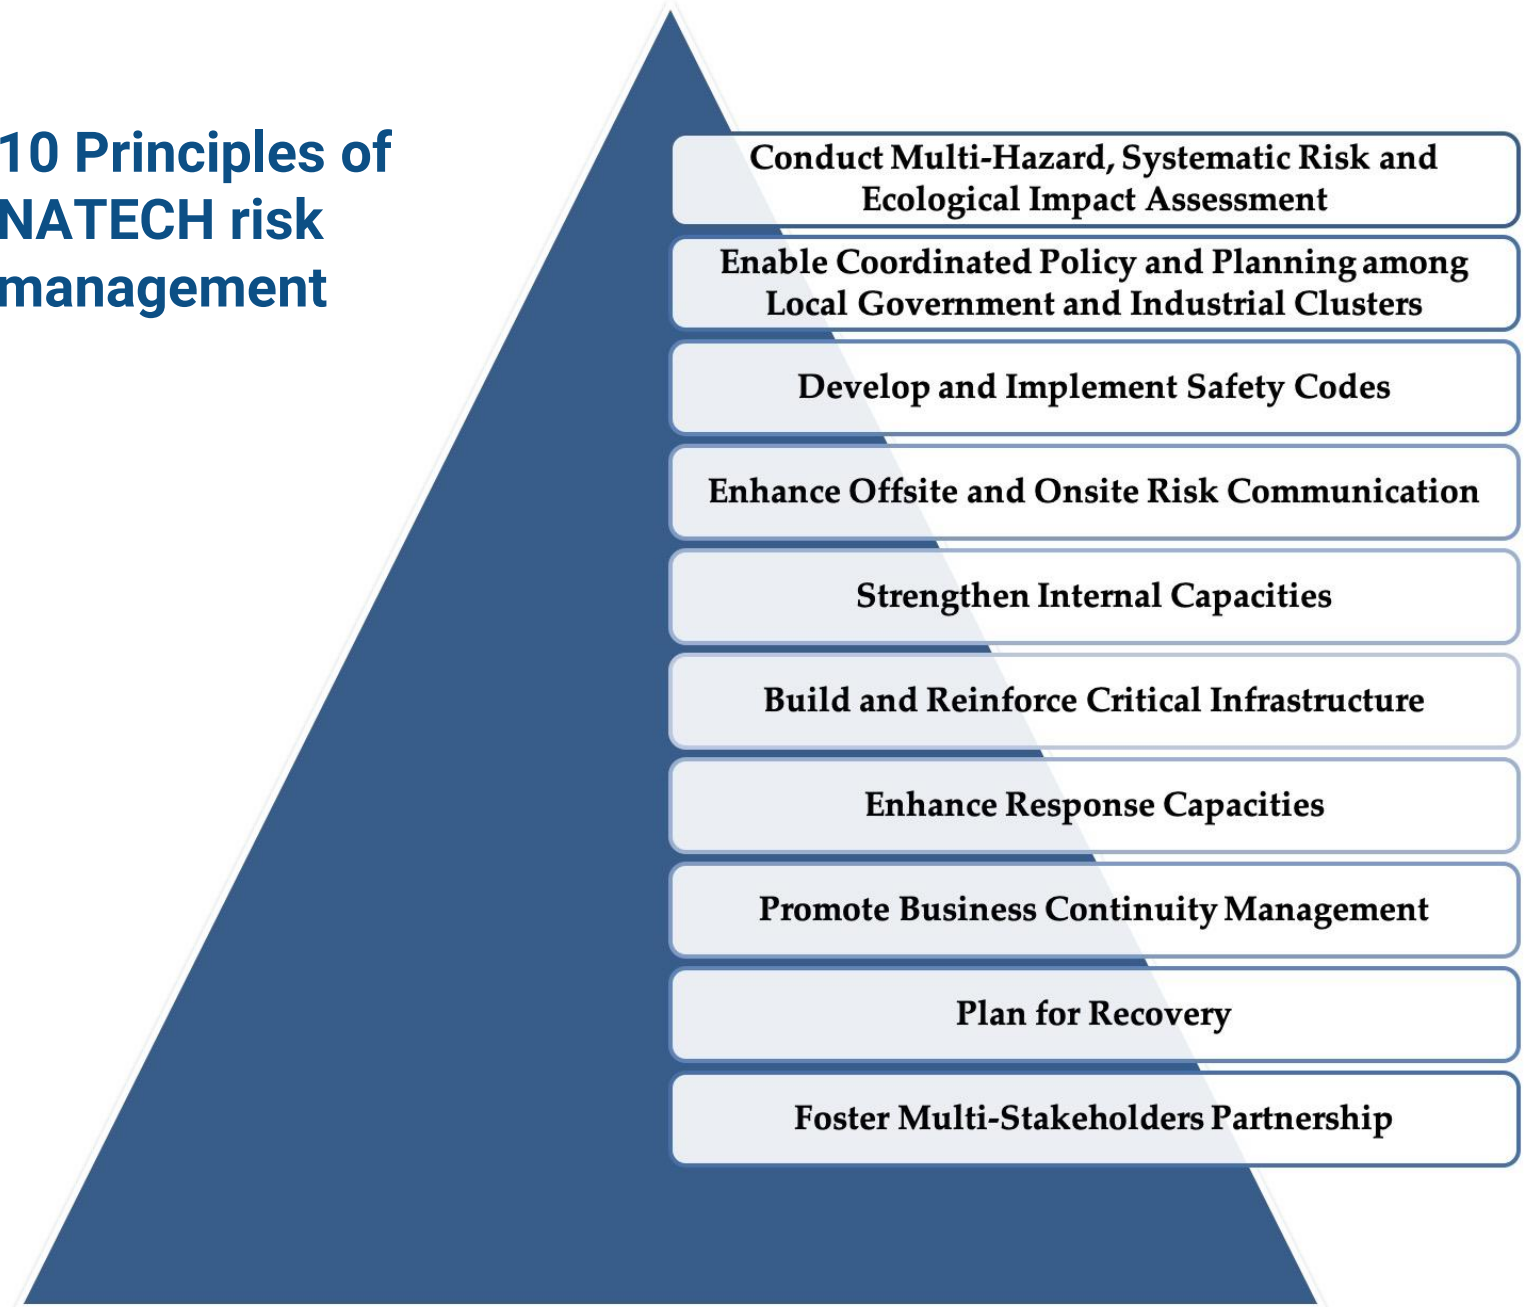 10 Principles of
NATECH risk
management
Conduct Multi-Hazard, Systematic Risk and
Ecological Impact Assessment
Enable Coordinated Policy and Planning among
Local Government and Industrial Clusters
Develop and Implement Safety Codes
Enhance Offsite and Onsite Risk Communication
Strengthen Internal Capacities
Build and Reinforce Critical Infrastructure
Enhance Response Capacities
Promote Business Continuity Management
Plan for Recovery
Foster Multi-Stakeholders Partnership